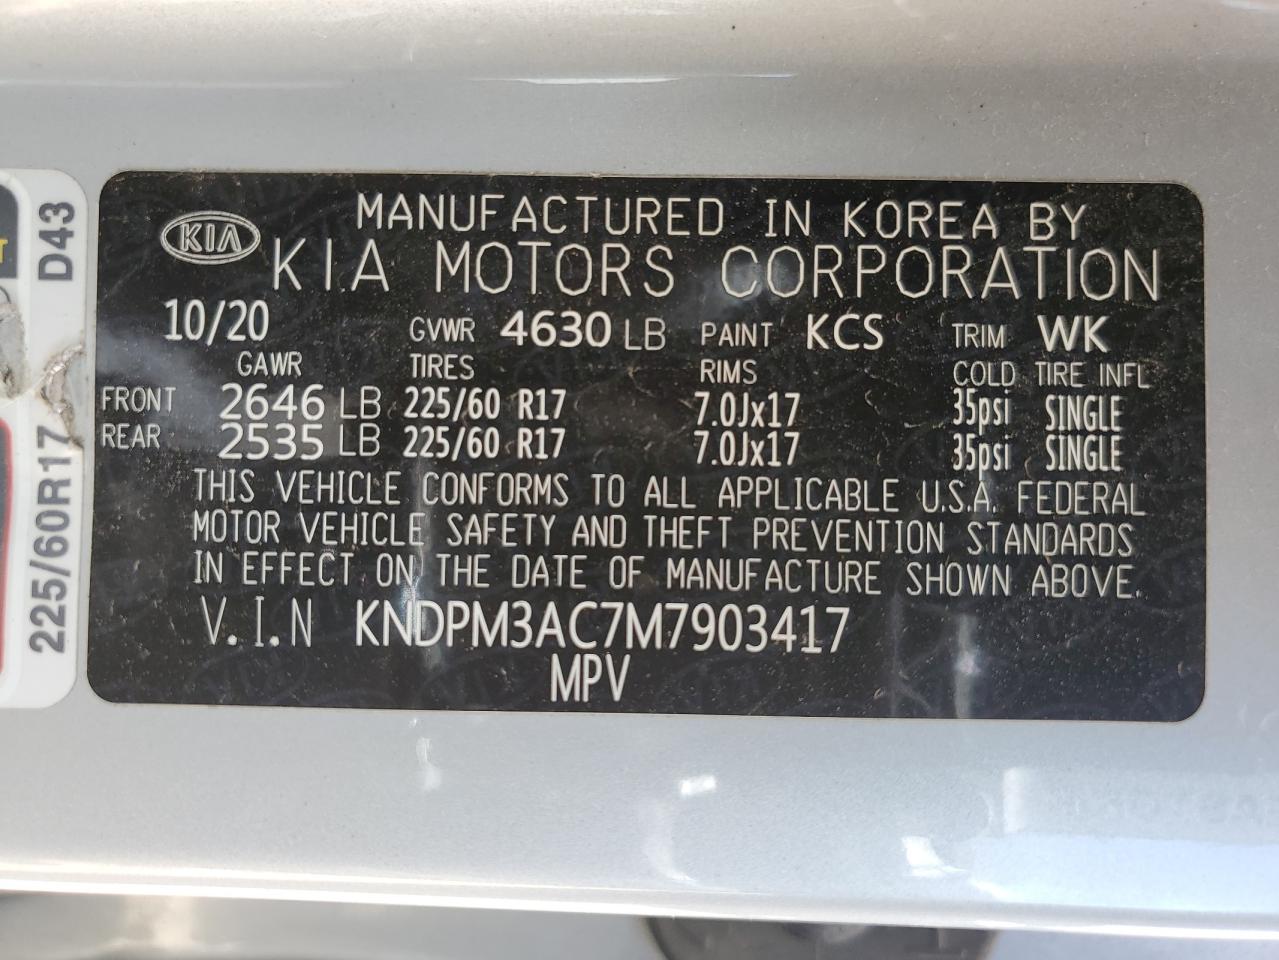 MANUFACTURED IN KOREA BY
KIA
KIA MOTORS CORPORATION
10/20 GVWR 4630 LB PAINT KCS TRIM WK
GAWR TIRES RIMS COLD TIRE INFL
FRONT 2646 LB 225/60 R17 7.0Jx17 35psi SINGLE
REAR 2535 LB 225/60 R17 7.0Jx17 35psi SINGLE
THIS VEHICLE CONFORMS TO ALL APPLICABLE U.S.A. FEDERAL
MOTOR VEHICLE SAFETY AND THEFT PREVENTION STANDARDS
IN EFFECT ON THE DATE OF MANUFACTURE SHOWN ABOVE.
V.I.N KNDPM3AC7M7903417
MPV
225/60R17 D43